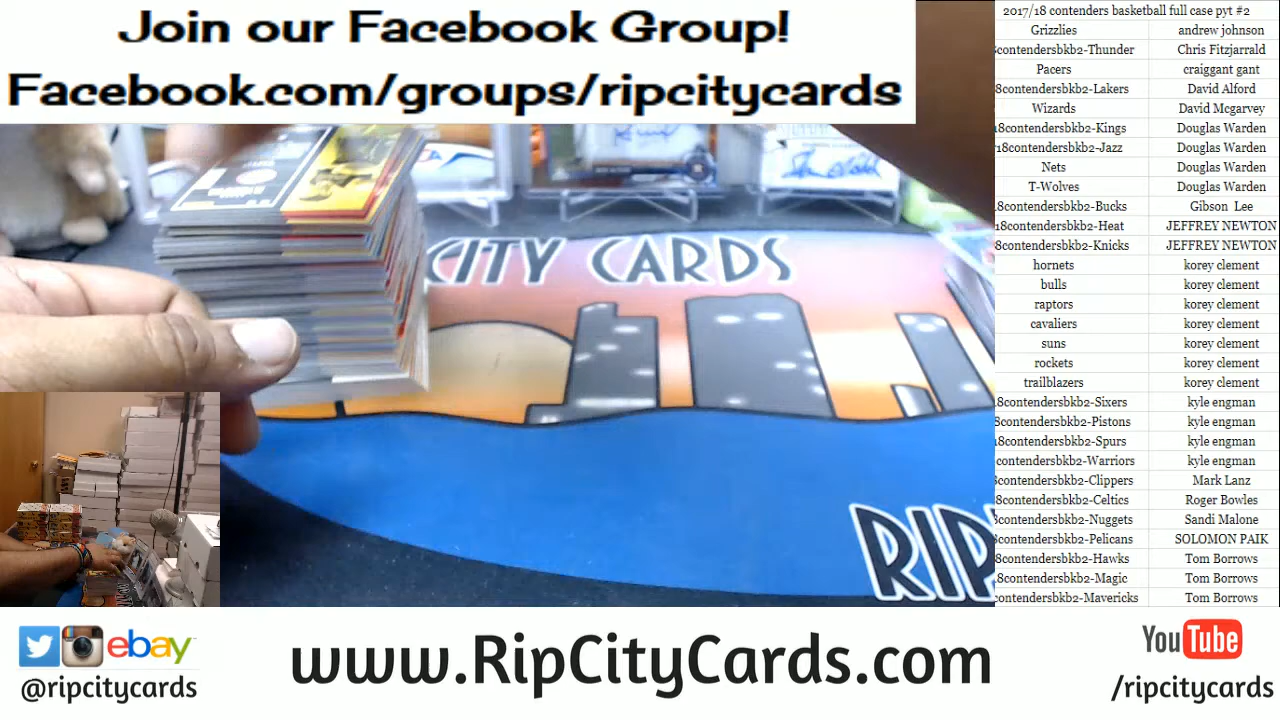 Join our Facebook Group!
Facebook.com/groups/ripcitycards
2017/18 contenders basketball full case pyt #2
Grizzlies andrew johnson
contendersbkb2-Thunder Chris Fitzjarrald
Pacers craiggant gant
8contendersbkb2-Lakers David Alford
Wizards David Mcgarvey
18contendersbkb2-Kings Douglas Warden
18contendersbkb2-Jazz Douglas Warden
Nets Douglas Warden
T-Wolves Douglas Warden
8contendersbkb2-Bucks Gibson Lee
18contendersbkb2-Heat JEFFREY NEWTON
8contendersbkb2-Knicks JEFFREY NEWTON
hornets korey clement
bulls korey clement
raptors korey clement
cavaliers korey clement
suns korey clement
rockets korey clement
trailblazers korey clement
8contendersbkb2-Sixers kyle engman
8contendersbkb2-Pistons kyle engman
18contendersbkb2-Spurs kyle engman
contendersbkb2-Warriors kyle engman
8contendersbkb2-Clippers Mark Lanz
8contendersbkb2-Celtics Roger Bowles
8contendersbkb2-Nuggets Sandi Malone
8contendersbkb2-Pelicans SOLOMON PAIK
8contendersbkb2-Hawks Tom Borrows
8contendersbkb2-Magic Tom Borrows
contendersbkb2-Mavericks Tom Borrows
CITY CARDS
RIP
ebay
@ripcitycards
www.RipCityCards.com
YouTube
/ripcitycards